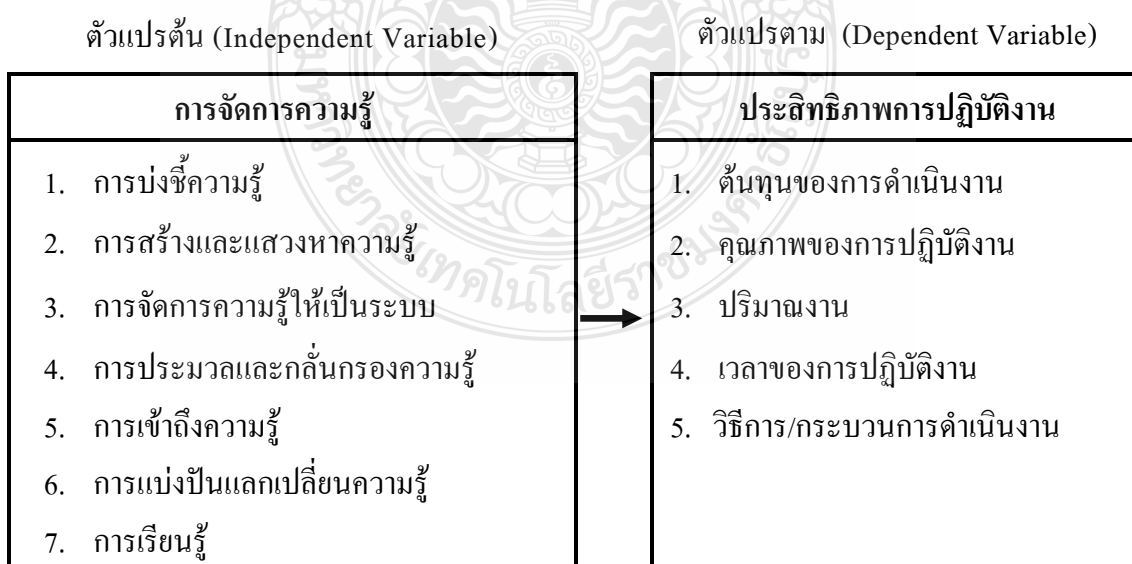 ตัวแปรต้น (Independent Variable)
ตัวแปรตาม (Dependent Variable)
การจัดการความรู้
1. การบ่งชี้ความรู้
2. การสร้างและแสวงหาความรู้
3. การจัดการความรู้ให้เป็นระบบ
4. การประมวลและกลั่นกรองความรู้
5. การเข้าถึงความรู้
6. การแบ่งปันแลกเปลี่ยนความรู้
7. การเรียนรู้
ประสิทธิภาพการปฏิบัติงาน
1. ต้นทุนของการดำเนินงาน
2. คุณภาพของการปฏิบัติงาน
3. ปริมาณงาน
4. เวลาของการปฏิบัติงาน
5. วิธีการ/กระบวนการดำเนินงาน